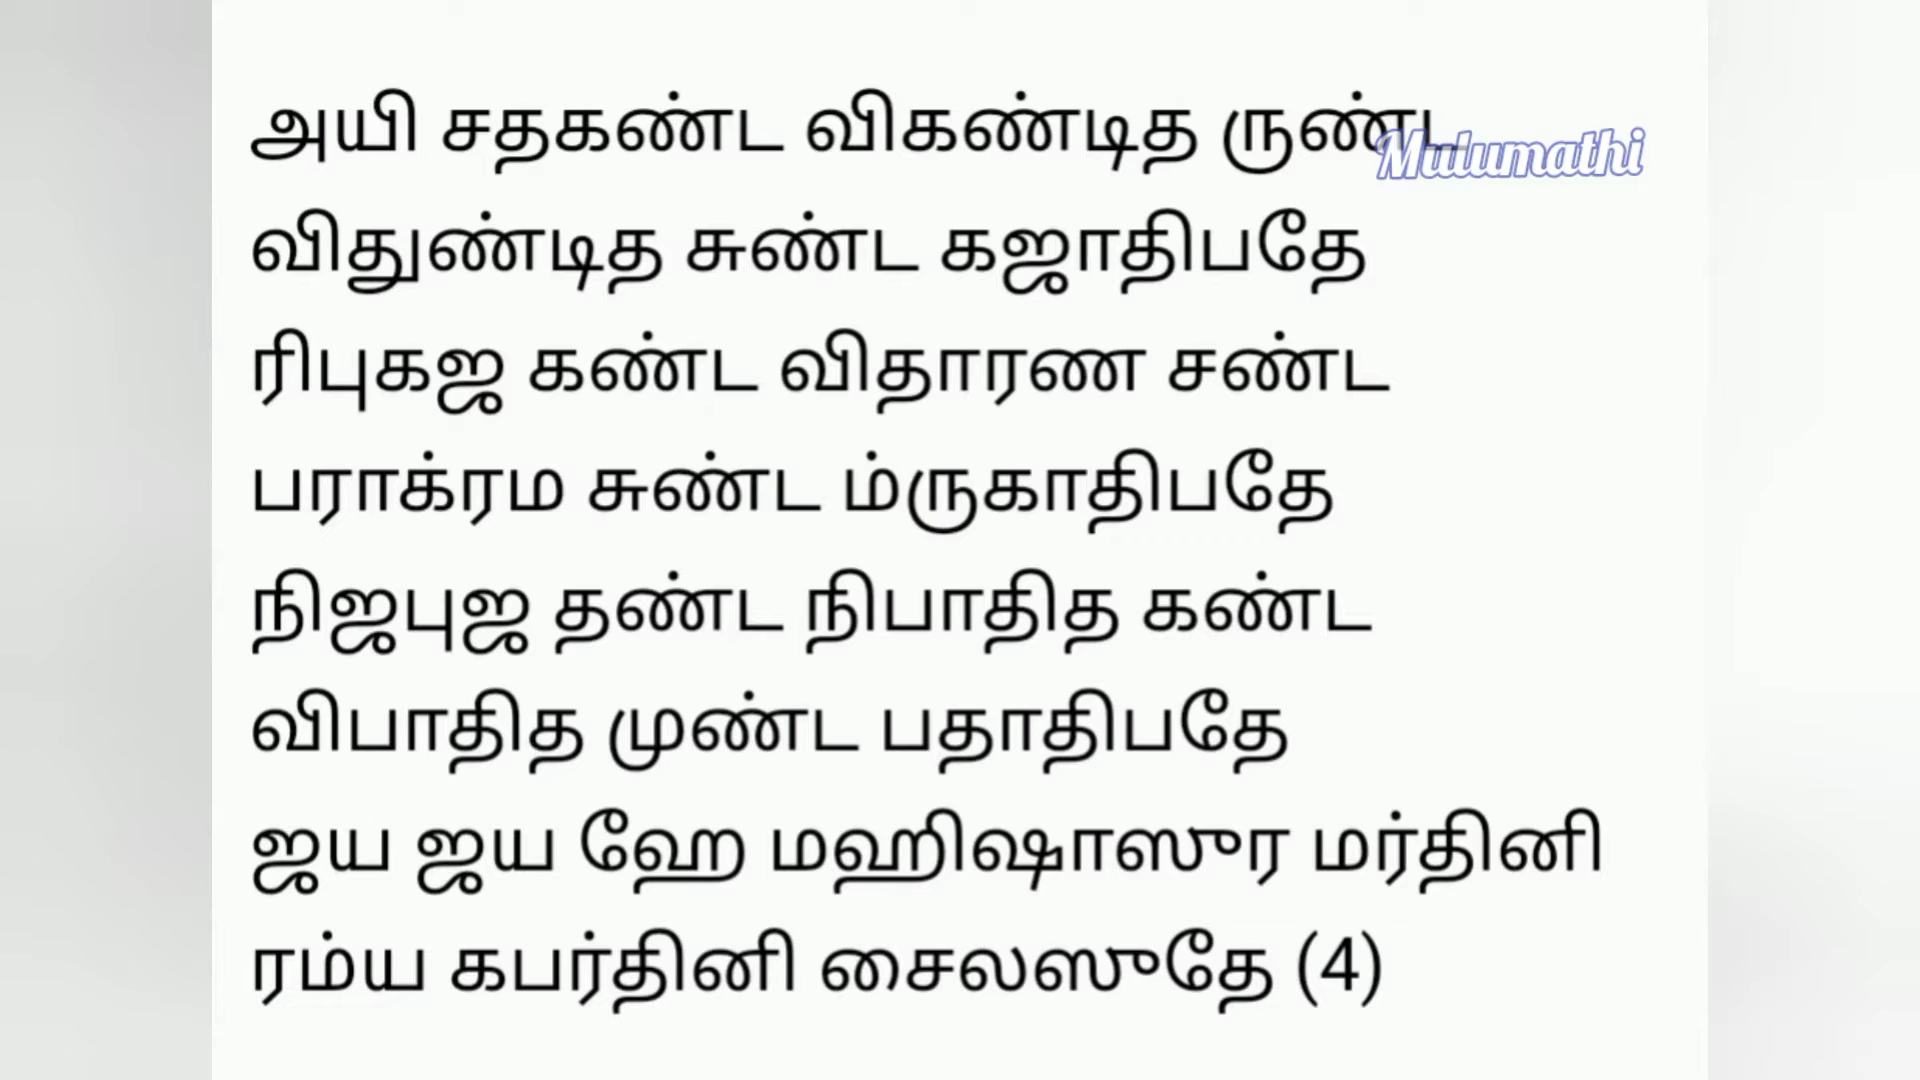 அயி சதகண்ட விகண்டித ருண்ட
Mulumathi
விதுண்டித சுண்ட கஜாதிபதே
ரிபுகஜ கண்ட விதாரண சண்ட
பராக்ரம சுண்ட ம்ருகாதிபதே
நிஜபுஜ தண்ட நிபாதித கண்ட
விபாதித முண்ட பதாதிபதே
ஜய ஜய ஹே மஹிஷாஸுர மர்தினி
ரம்ய கபர்தினி சைலஸுதே (4)